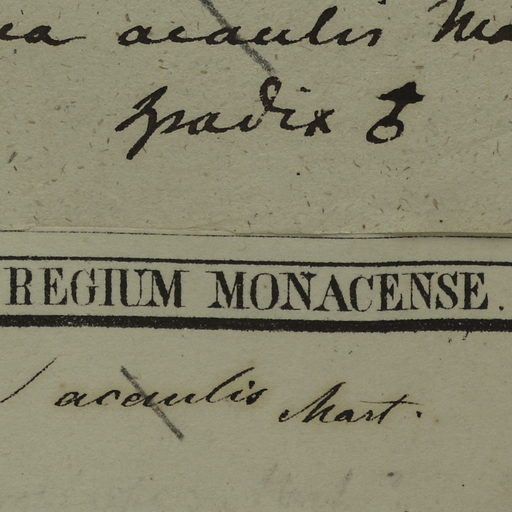 acaulis
spadix ♂
REGIUM MONACENSE.
acaulis Mart.